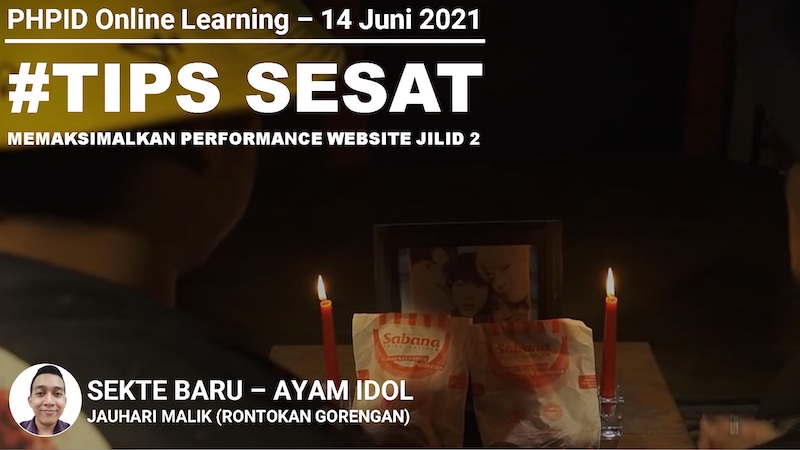 PHPID Online Learning – 14 Juni 2021
#TIPS SESAT
MEMAKSIMALKAN PERFORMANCE WEBSITE JILID 2
Sabana
Sabana
SEKTE BARU – AYAM IDOL
JAUHARI MALIK (RONTOKAN GORENGAN)